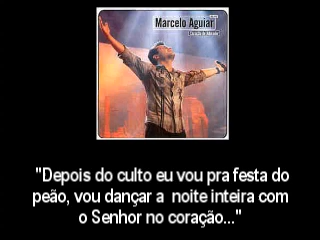 Marcelo Aguiar
"Depois do culto eu vou pra festa do
peão, vou dançar a noite inteira com
o Senhor no coração..."